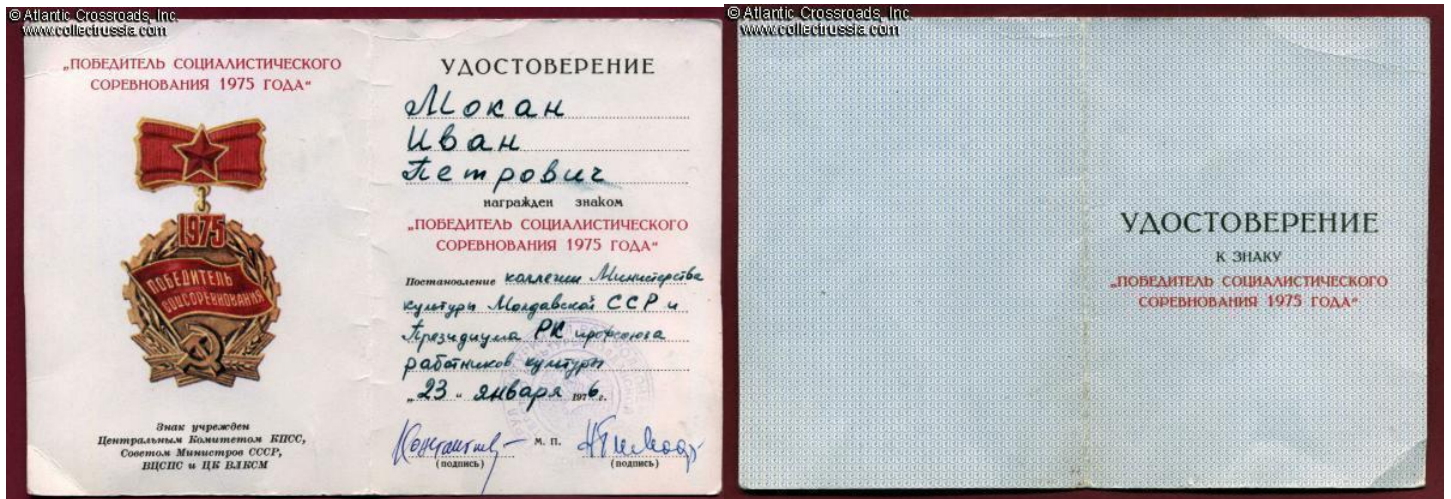 © Atlantic Crossroads, Inc.
www.collectrussia.com
„ПОБЕДИТЕЛЬ СОЦИАЛИСТИЧЕСКОГО
СОРЕВНОВАНИЯ 1975 ГОДА“
1975
ПОБЕДИТЕЛЬ
СОЦСОРЕВНОВАНИЯ
Знак учрежден
Центральным Комитетом КПСС,
Советом Министров СССР,
ВЦСПС и ЦК ВЛКСМ
УДОСТОВЕРЕНИЕ
Мокан
Иван
Петрович
награжден знаком
„ПОБЕДИТЕЛЬ СОЦИАЛИСТИЧЕСКОГО
СОРЕВНОВАНИЯ 1975 ГОДА“
Постановление коллегии Министерства
культуры Молдавской ССР и
Президиума РК профсоюза
работников культуры
„23“ января 1976 г.
М. П.
(подпись) (подпись)
© Atlantic Crossroads, Inc.
www.collectrussia.com
УДОСТОВЕРЕНИЕ
К ЗНАКУ
„ПОБЕДИТЕЛЬ СОЦИАЛИСТИЧЕСКОГО
СОРЕВНОВАНИЯ 1975 ГОДА“